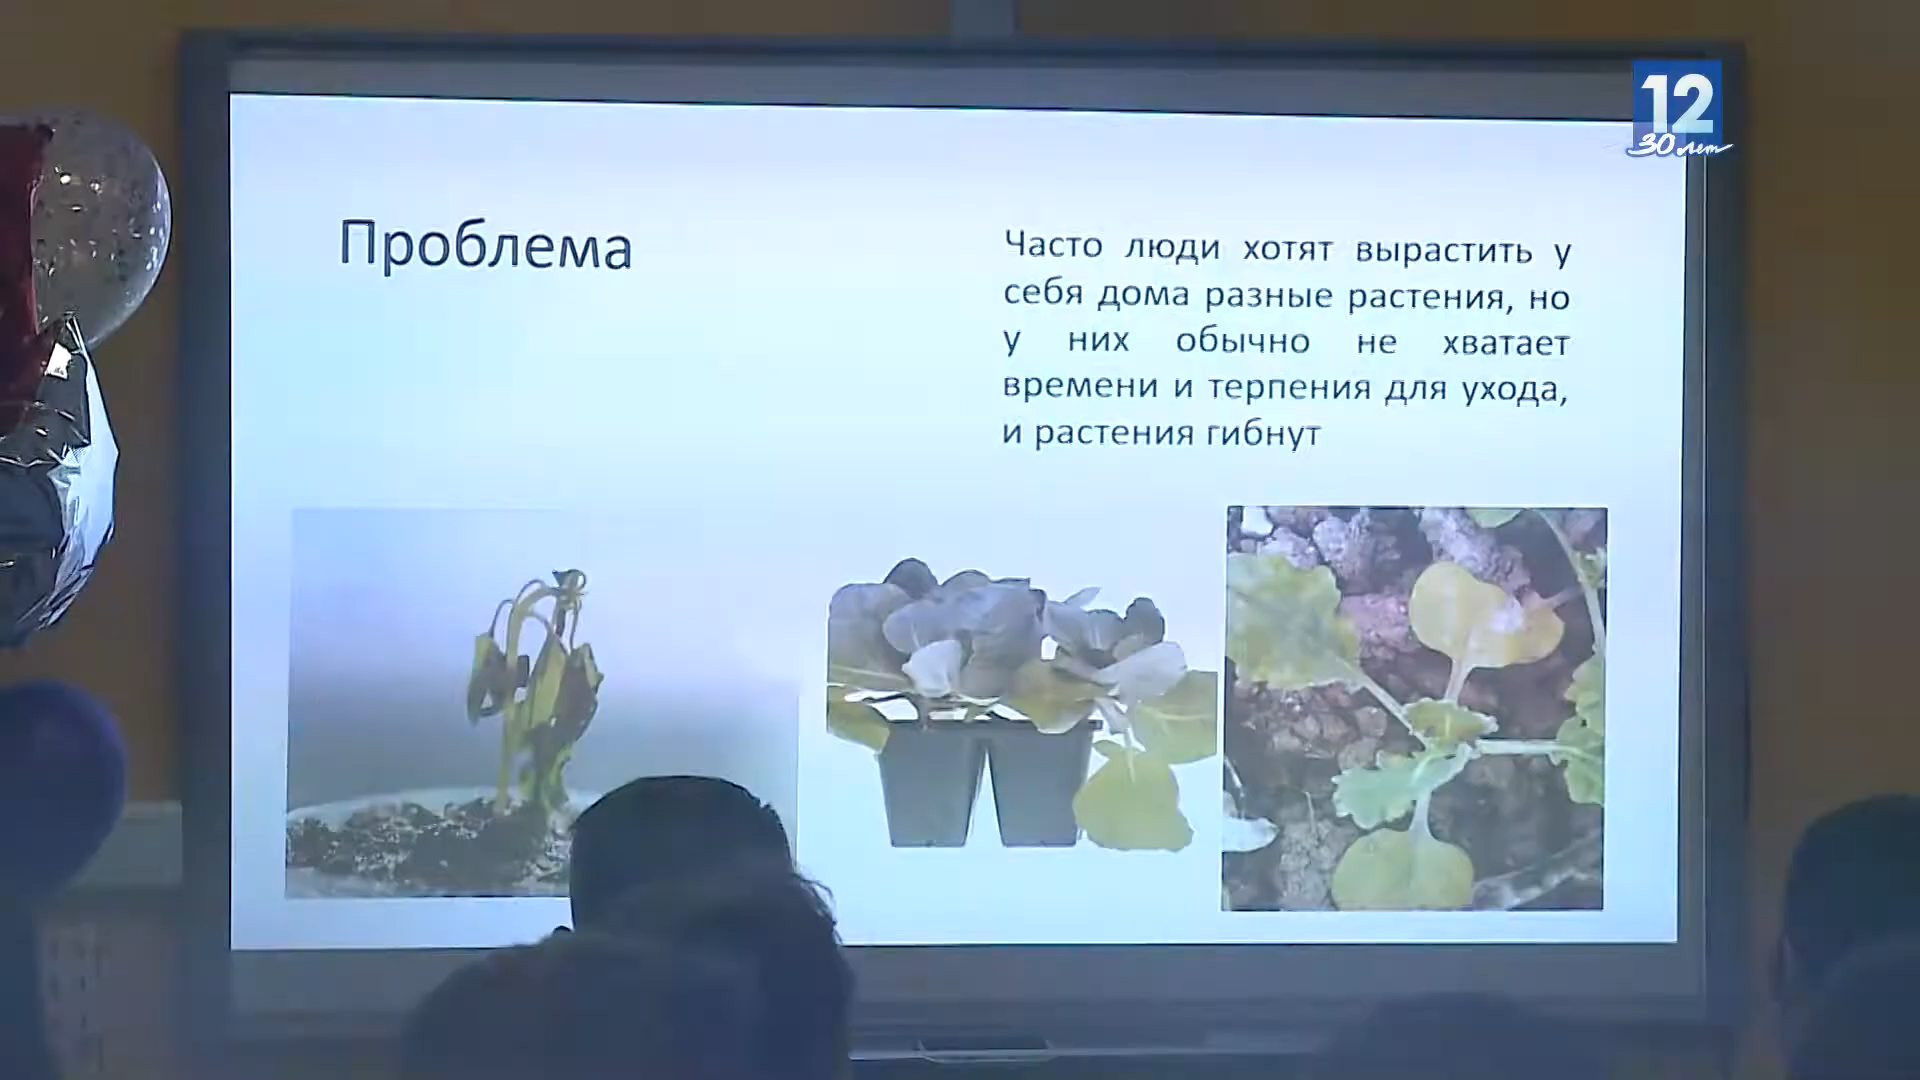 12
30 лет
Проблема
Часто люди хотят вырастить у
себя дома разные растения, но
у них обычно не хватает
времени и терпения для ухода,
и растения гибнут